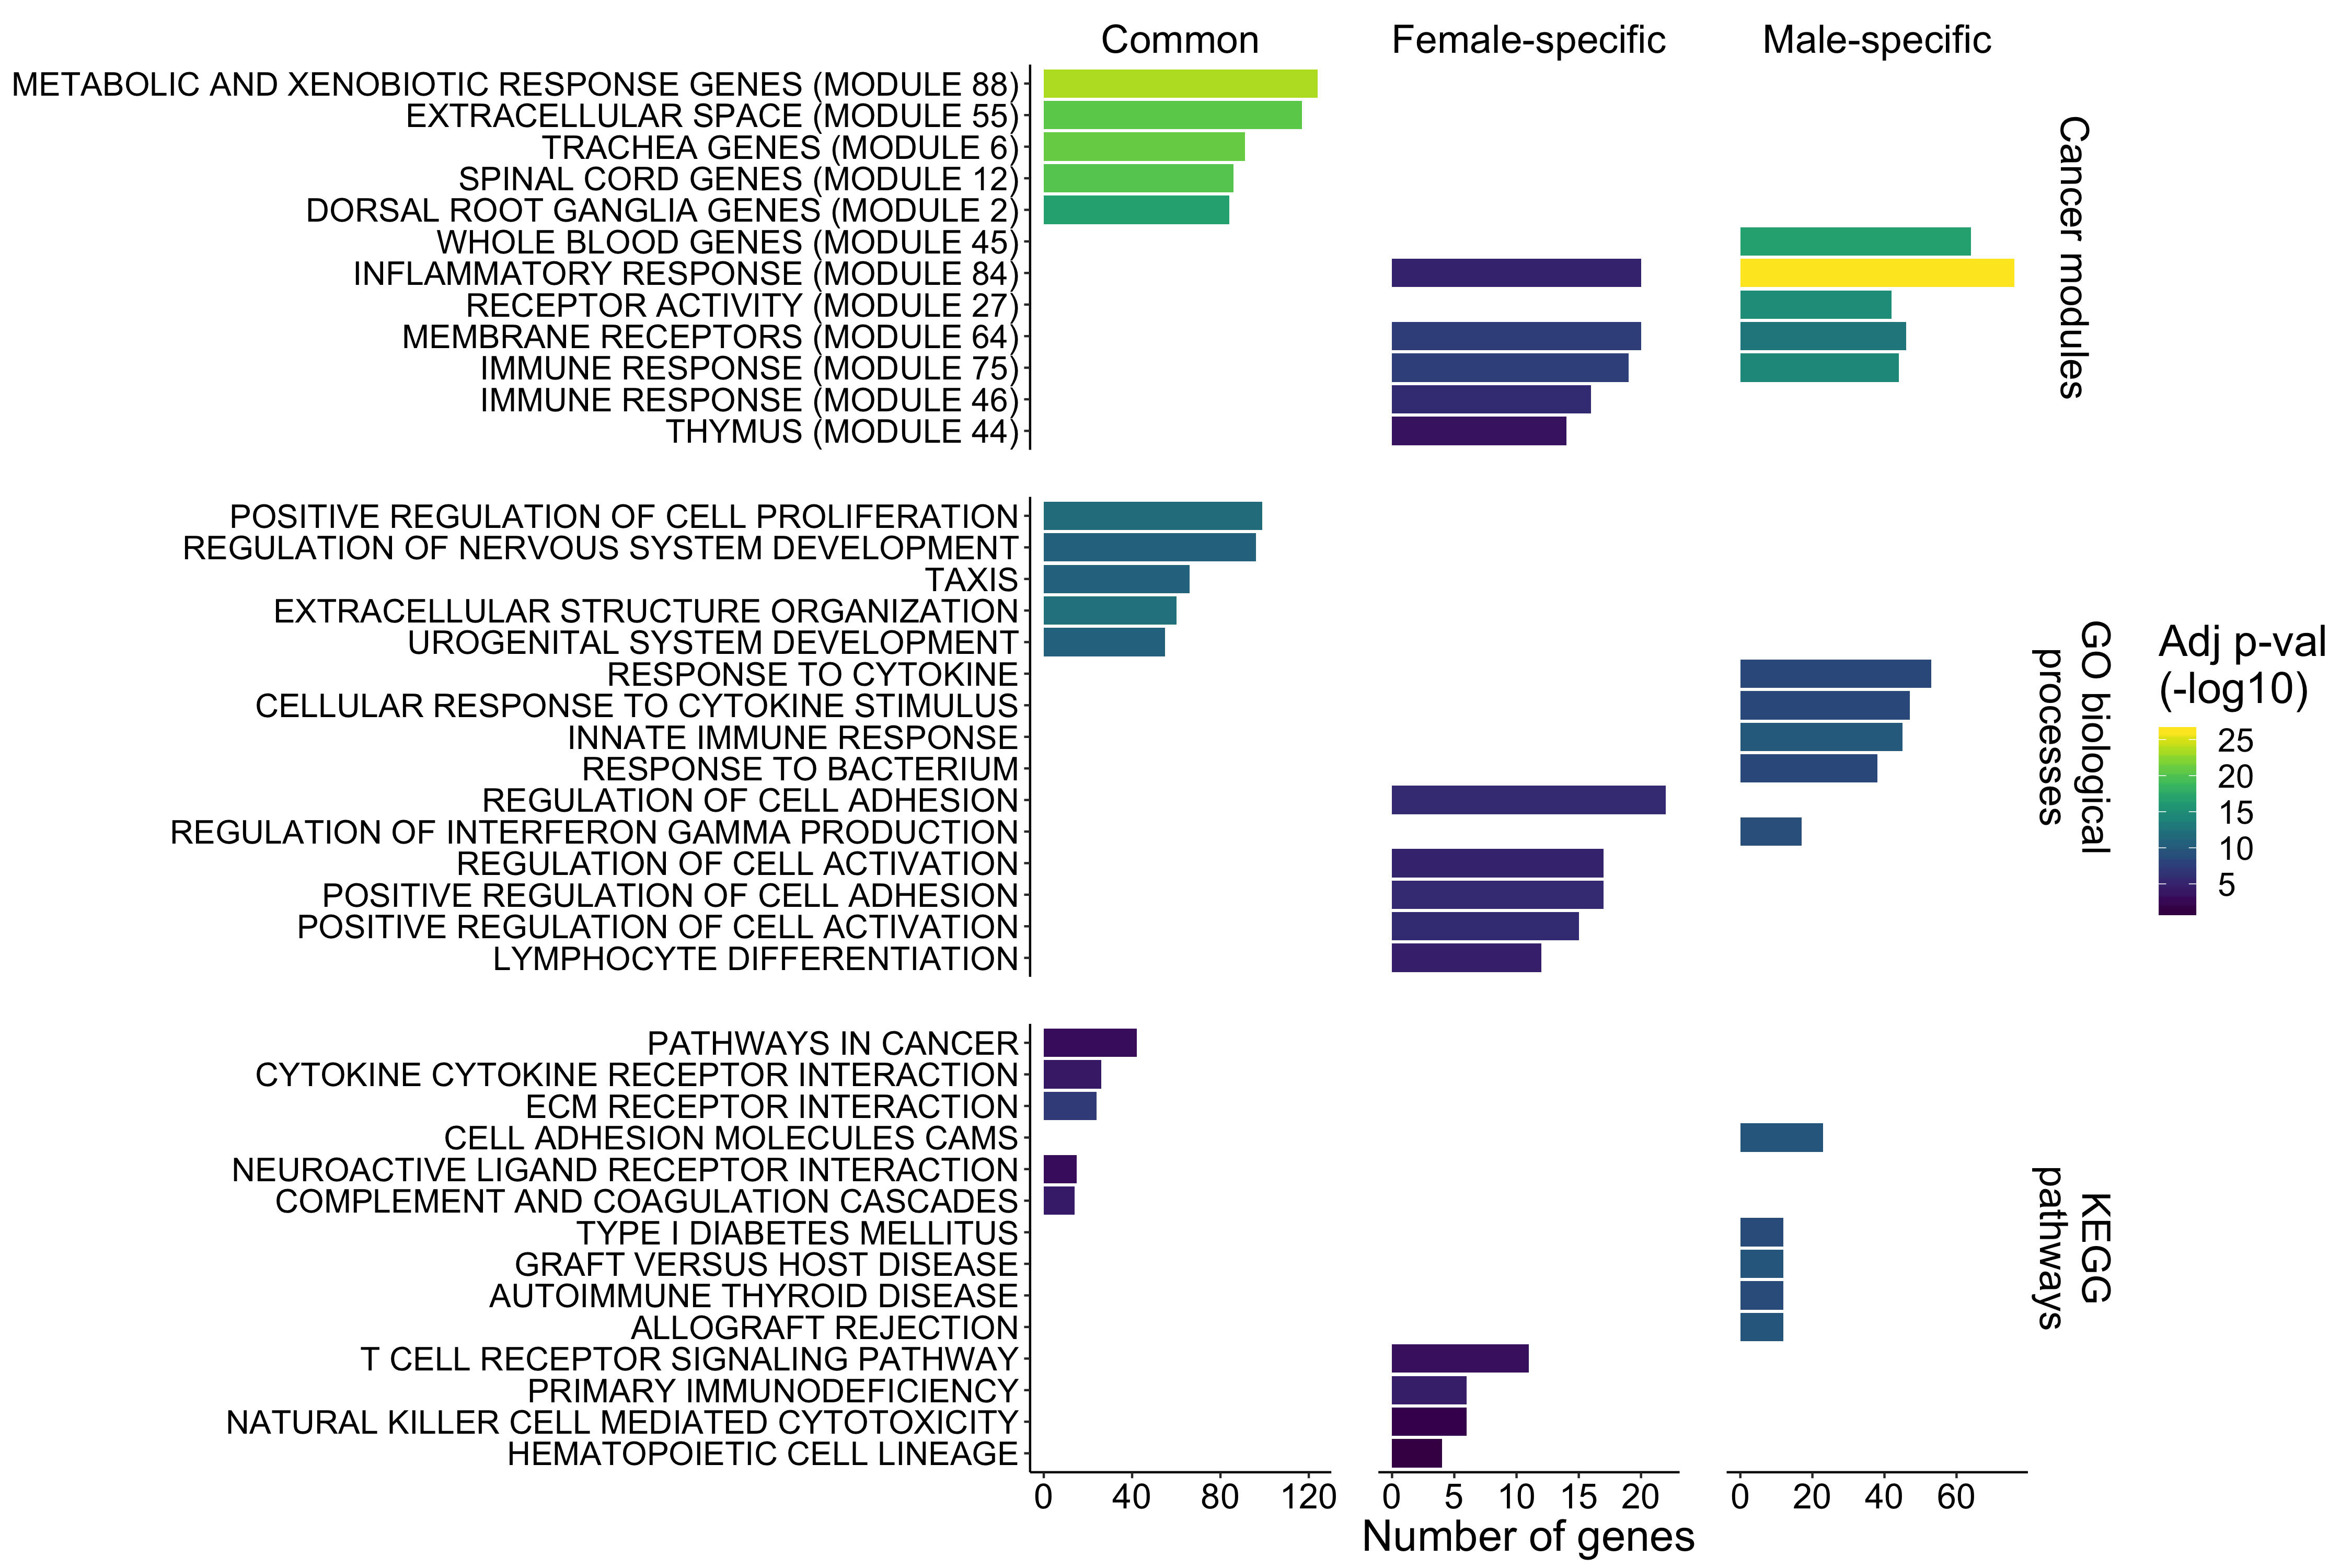 Common Female-specific Male-specific
METABOLIC AND XENOBIOTIC RESPONSE GENES (MODULE 88)
EXTRACELLULAR SPACE (MODULE 55)
TRACHEA GENES (MODULE 6)
SPINAL CORD GENES (MODULE 12)
DORSAL ROOT GANGLIA GENES (MODULE 2)
WHOLE BLOOD GENES (MODULE 45)
INFLAMMATORY RESPONSE (MODULE 84)
RECEPTOR ACTIVITY (MODULE 27)
MEMBRANE RECEPTORS (MODULE 64)
IMMUNE RESPONSE (MODULE 75)
IMMUNE RESPONSE (MODULE 46)
THYMUS (MODULE 44)
Cancer modules
POSITIVE REGULATION OF CELL PROLIFERATION
REGULATION OF NERVOUS SYSTEM DEVELOPMENT
TAXIS
EXTRACELLULAR STRUCTURE ORGANIZATION
UROGENITAL SYSTEM DEVELOPMENT
RESPONSE TO CYTOKINE
CELLULAR RESPONSE TO CYTOKINE STIMULUS
INNATE IMMUNE RESPONSE
RESPONSE TO BACTERIUM
REGULATION OF CELL ADHESION
REGULATION OF INTERFERON GAMMA PRODUCTION
REGULATION OF CELL ACTIVATION
POSITIVE REGULATION OF CELL ADHESION
POSITIVE REGULATION OF CELL ACTIVATION
LYMPHOCYTE DIFFERENTIATION
GO biological
processes
PATHWAYS IN CANCER
CYTOKINE CYTOKINE RECEPTOR INTERACTION
ECM RECEPTOR INTERACTION
CELL ADHESION MOLECULES CAMS
NEUROACTIVE LIGAND RECEPTOR INTERACTION
COMPLEMENT AND COAGULATION CASCADES
TYPE I DIABETES MELLITUS
GRAFT VERSUS HOST DISEASE
AUTOIMMUNE THYROID DISEASE
ALLOGRAFT REJECTION
T CELL RECEPTOR SIGNALING PATHWAY
PRIMARY IMMUNODEFICIENCY
NATURAL KILLER CELL MEDIATED CYTOTOXICITY
HEMATOPOIETIC CELL LINEAGE
KEGG
pathways
0 40 80 120 0 5 10 15 20 0 20 40 60
Number of genes
Adj p-val
(-log10)
25
20
15
10
5